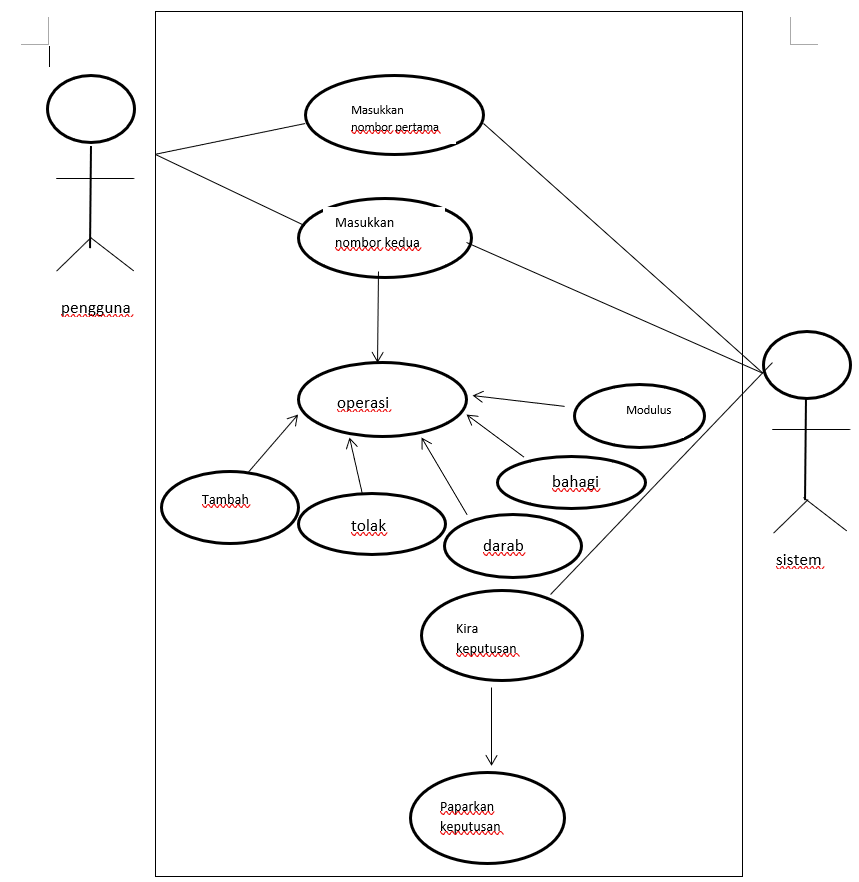 Masukkan
nombor pertama
Masukkan
nombor kedua
pengguna
operasi
Modulus
bahagi
Tambah
tolak
darab
sistem
Kira
keputusan
Paparkan
keputusan